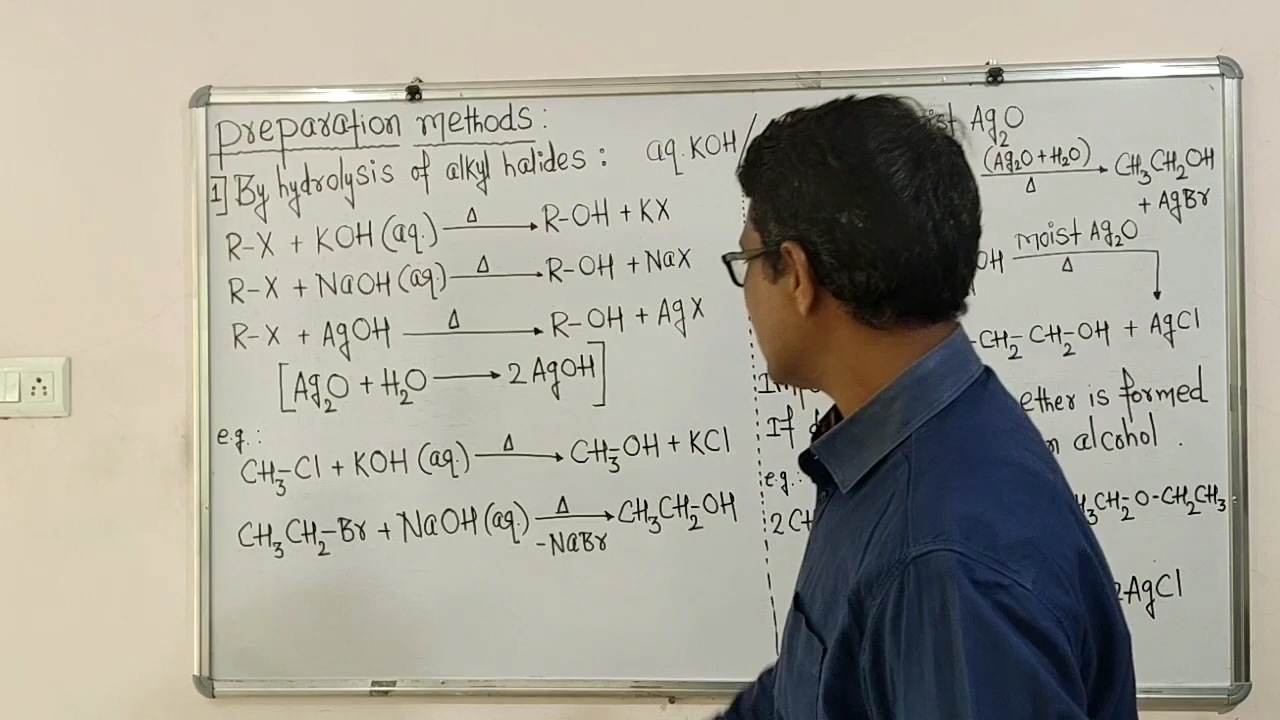 Preparation methods:
1] By hydrolysis of alkyl halides: aq. KOH/
R-X + KOH (aq.) —Δ→ R-OH + KX
R-X + NaOH (aq.) —Δ→ R-OH + NaX
R-X + AgOH —Δ→ R-OH + AgX
[Ag₂O + H₂O → 2 AgOH]
e.g.:
CH₃-Cl + KOH (aq.) —Δ→ CH₃-OH + KCl
CH₃CH₂-Br + NaOH (aq.) —Δ→ CH₃CH₂-OH
-NaBr
Ag₂O
(Ag₂O + H₂O) —Δ→ CH₃CH₂OH
+ AgBr
OH moist Ag₂O
Δ
-CH₂-CH₂-OH + AgCl
ether is formed
If
alcohol.
e.g.:
CH₂-O-CH₂CH₃
AgCl